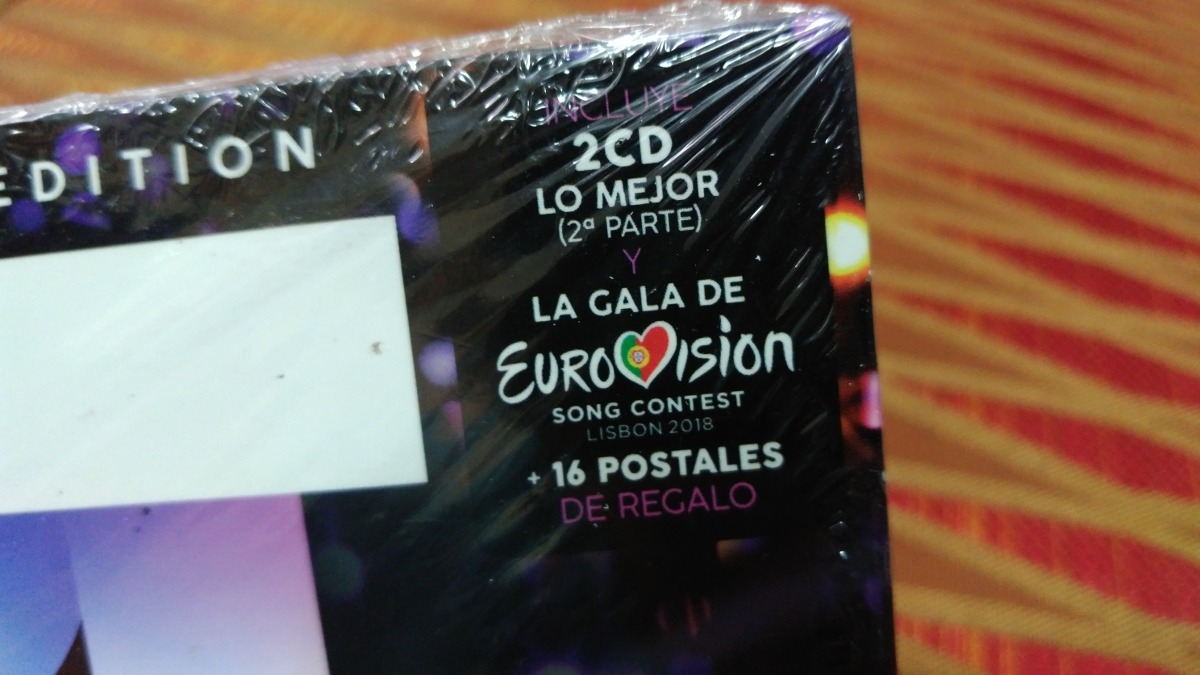 EDITION
INCLUYE
2CD
LO MEJOR
(2ª PARTE)
Y
LA GALA DE
EUROVISION
SONG CONTEST
LISBON 2018
+ 16 POSTALES
DE REGALO